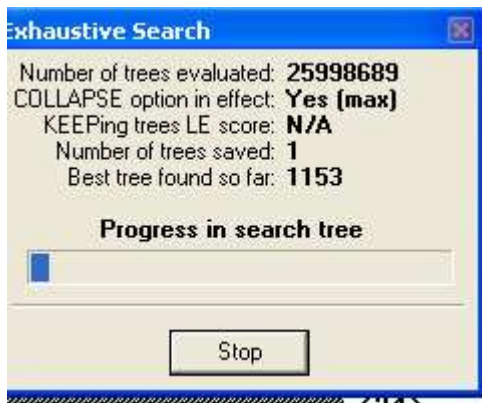 Exhaustive Search
Number of trees evaluated: 25998689
COLLAPSE option in effect: Yes (max)
KEEPing trees LE score: N/A
Number of trees saved: 1
Best tree found so far: 1153
Progress in search tree
Stop